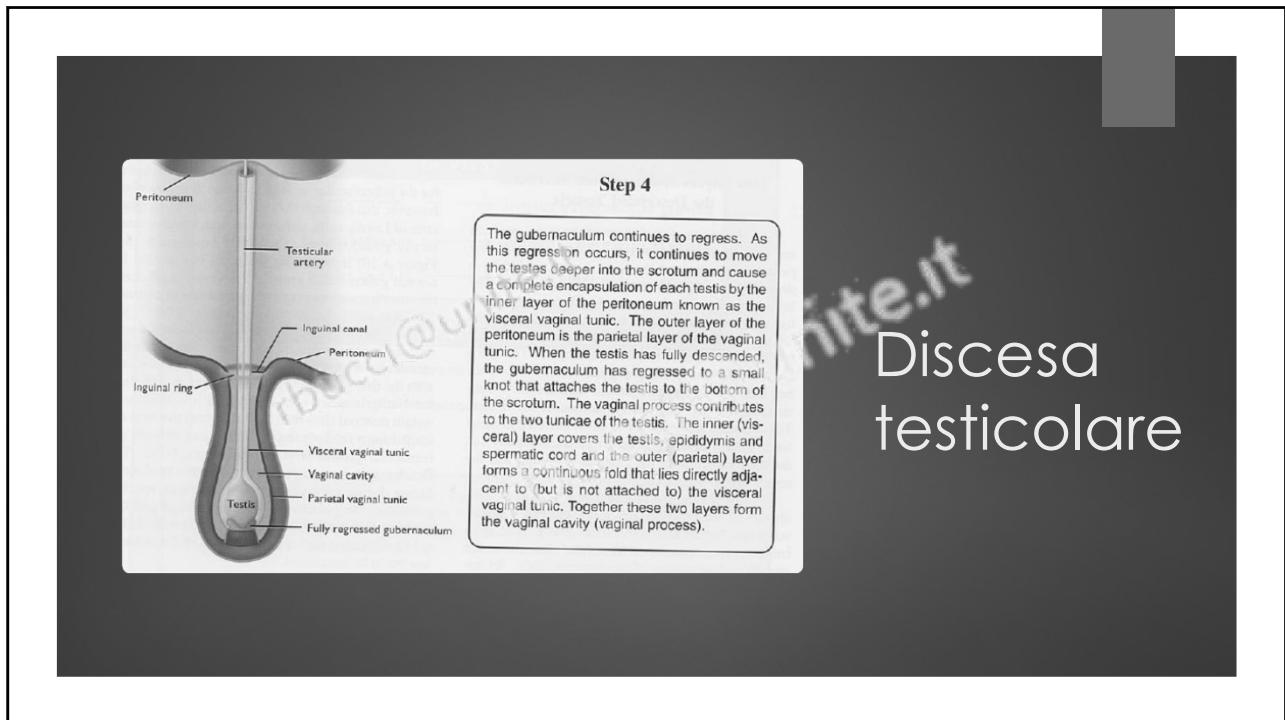 Peritoneum
Testicular
artery
Inguinal canal
Peritoneum
Inguinal ring
Visceral vaginal tunic
Vaginal cavity
Parietal vaginal tunic
Testis
Fully regressed gubernaculum
Step 4
The gubernaculum continues to regress. As
this regression occurs, it continues to move
the testes deeper into the scrotum and cause
a complete encapsulation of each testis by the
inner layer of the peritoneum known as the
visceral vaginal tunic. The outer layer of the
peritoneum is the parietal layer of the vaginal
tunic. When the testis has fully descended,
the gubernaculum has regressed to a small
knot that attaches the testis to the bottom of
the scrotum. The vaginal process contributes
to the two tunicae of the testis. The inner (vis-
ceral) layer covers the testis, epididymis and
spermatic cord and the outer (parietal) layer
forms a continuous fold that lies directly adja-
cent to (but is not attached to) the visceral
vaginal tunic. Together these two layers form
the vaginal cavity (vaginal process).
Discesa
testicolare
rbucci@unite.it